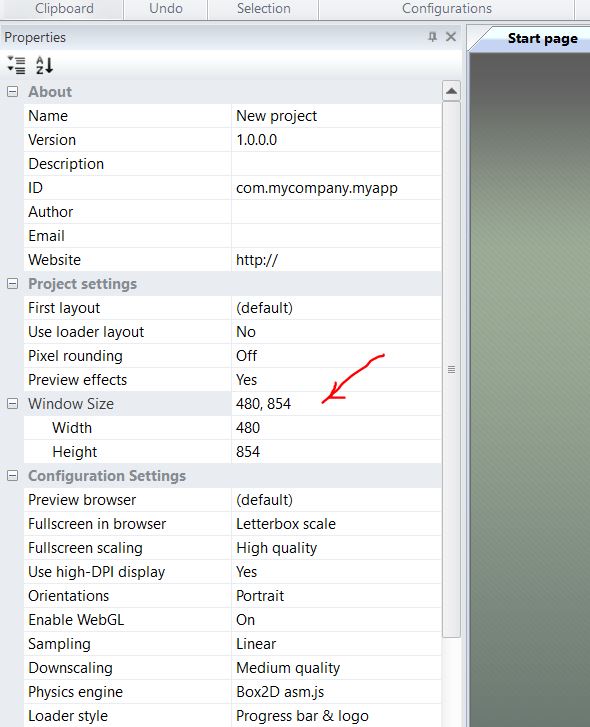 Clipboard Undo Selection Configurations
Properties
Start page
About
Name New project
Version 1.0.0.0
Description
ID com.mycompany.myapp
Author
Email
Website http://
Project settings
First layout (default)
Use loader layout No
Pixel rounding Off
Preview effects Yes
Window Size 480, 854
Width 480
Height 854
Configuration Settings
Preview browser (default)
Fullscreen in browser Letterbox scale
Fullscreen scaling High quality
Use high-DPI display Yes
Orientations Portrait
Enable WebGL On
Sampling Linear
Downscaling Medium quality
Physics engine Box2D asm.js
Loader style Progress bar & logo